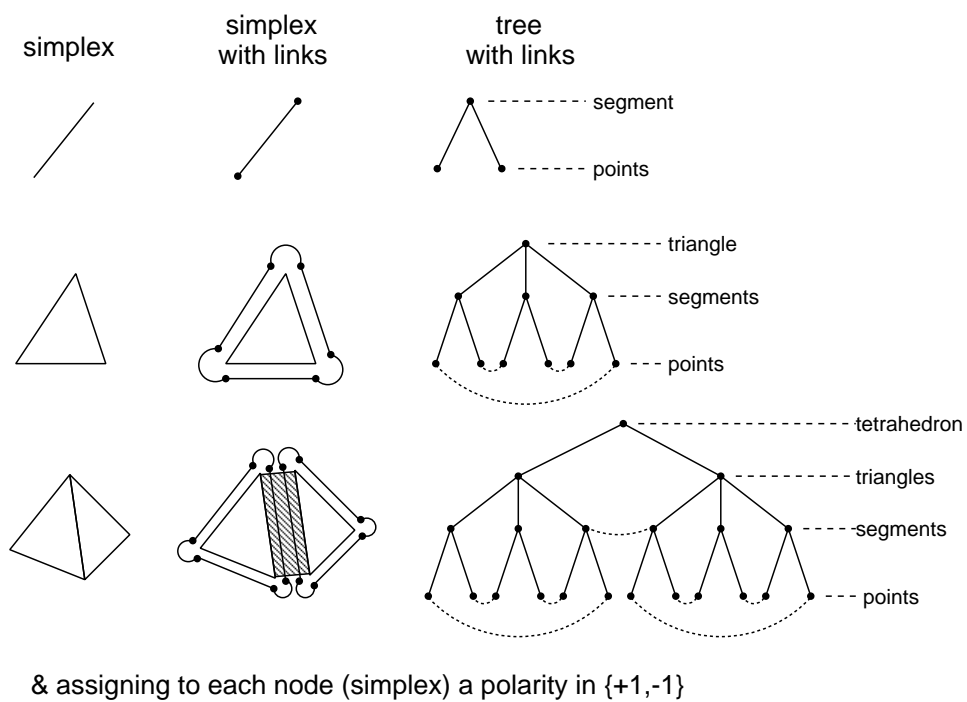 simplex
simplex
with links
tree
with links
segment
points
triangle
segments
points
tetrahedron
triangles
segments
points
& assigning to each node (simplex) a polarity in {+1,-1}